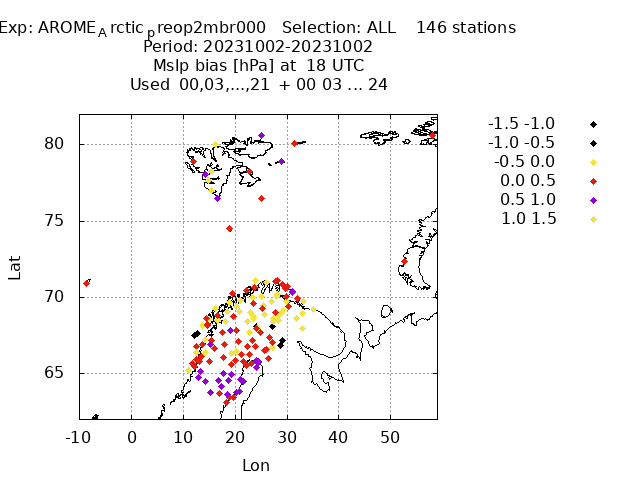 Exp: AROME_Arctic_preop2mbr000 Selection: ALL 146 stations
Period: 20231002-20231002
Mslp bias [hPa] at 18 UTC
Used 00,03,...,21 + 00 03 ... 24
-1.5 -1.0
-1.0 -0.5
-0.5 0.0
0.0 0.5
0.5 1.0
1.0 1.5
80
75
70
65
Lat
-10 0 10 20 30 40 50
Lon